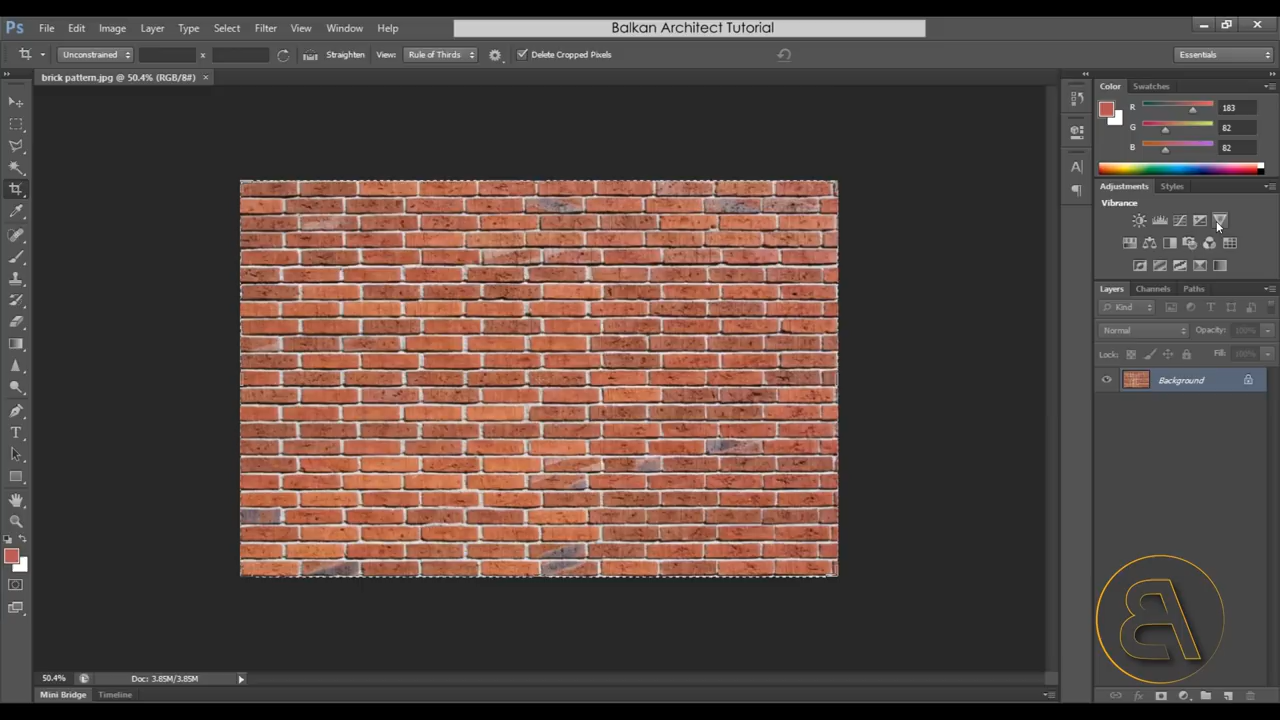 Ps File Edit Image Layer Type Select Filter View Window Help
Balkan Architect Tutorial
Unconstrained x Straighten View: Rule of Thirds Delete Cropped Pixels Essentials
brick pattern.jpg @ 50.4% (RGB/8#) ×
Color Swatches
R 183
G 82
B 82
Adjustments Styles
Vibrance
Layers Channels Paths
Kind
Normal Opacity: 100%
Lock: Fill: 100%
Background
50.4% Doc: 3.85M/3.85M
Mini Bridge Timeline